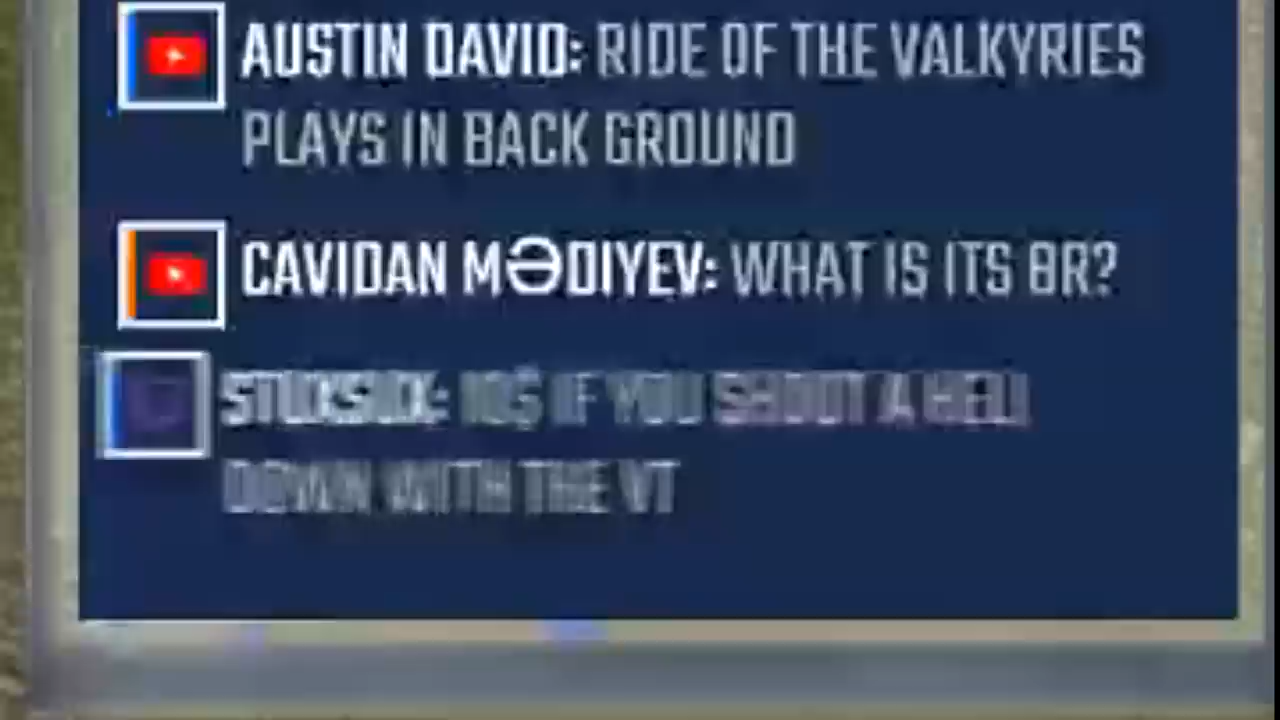 AUSTIN DAVID: RIDE OF THE VALKYRIES
PLAYS IN BACK GROUND
CAVIDAN MƏDIYEV: WHAT IS ITS BR?
10$ IF YOU SHOOT A HELI
DOWN WITH THE VT